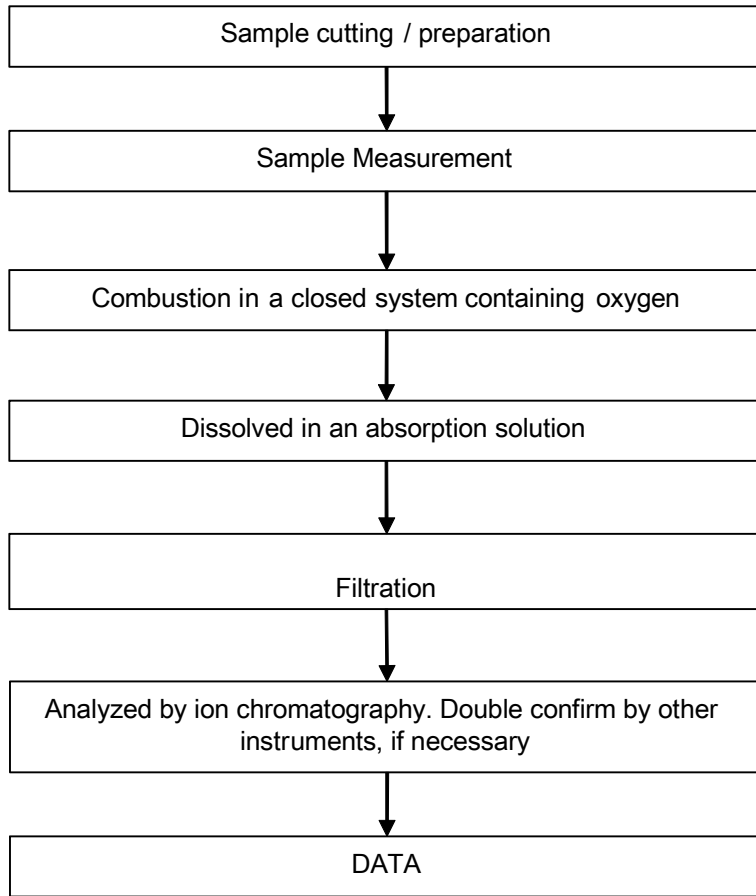 Sample cutting / preparation
Sample Measurement
Combustion in a closed system containing oxygen
Dissolved in an absorption solution
Filtration
Analyzed by ion chromatography. Double confirm by other
instruments, if necessary
DATA